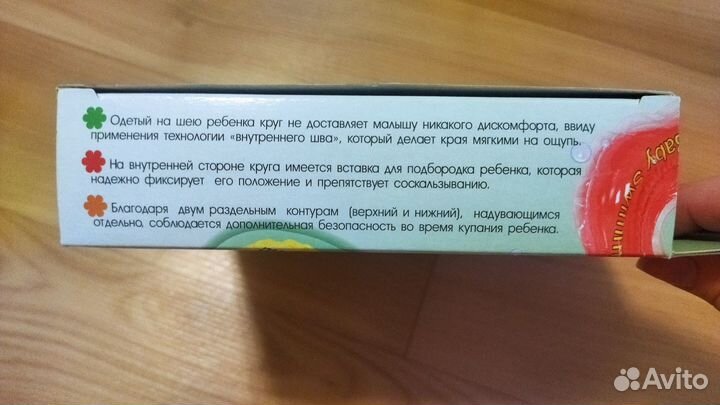 Одетый на шею ребенка круг не доставляет малышу никакого дискомфорта, ввиду
применения технологии «внутреннего шва», который делает края мягкими на ощупь.
На внутренней стороне круга имеется вставка для подбородка ребенка, которая
надежно фиксирует его положение и препятствует соскальзыванию.
Благодаря двум раздельным контурам (верхний и нижний), надувающимся
отдельно, соблюдается дополнительная безопасность во время купания ребенка.
Baby
Avito